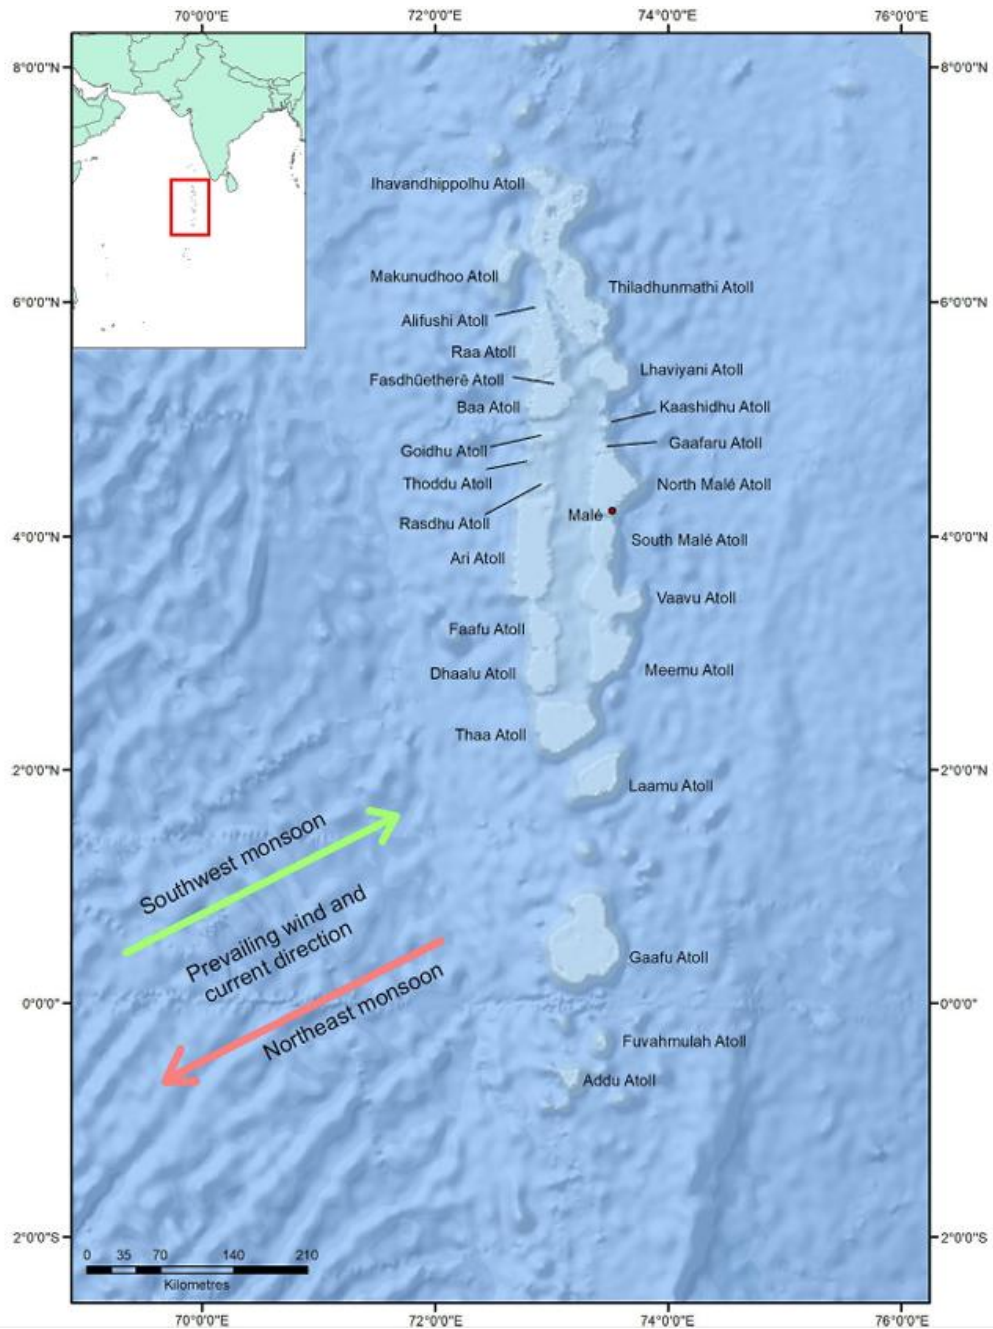 70°0'0"E
72°0'0"E
74°0'0"E
76°0'0"E
8°0'0"N
8°0'0"N
Ihavandhippolhu Atoll
Makunudhoo Atoll
Thiladhunmathi Atoll
6°0'0"N
6°0'0"N
Alifushi Atoll
Raa Atoll
Lhaviyani Atoll
Fasdhūetherē Atoll
Baa Atoll
Kaashidhu Atoll
Goidhu Atoll
Gaafaru Atoll
Thoddu Atoll
North Malé Atoll
Rasdhu Atoll
Malé
4°0'0"N
4°0'0"N
South Malé Atoll
Ari Atoll
Vaavu Atoll
Faafu Atoll
Dhaalu Atoll
Meemu Atoll
Thaa Atoll
2°0'0"N
2°0'0"N
Laamu Atoll
Southwest monsoon
Prevailing wind and
current direction
Northeast monsoon
Gaafu Atoll
0°0'0"
0°0'0"
Fuvahmulah Atoll
Addu Atoll
2°0'0"S
2°0'0"S
0 35 70 140 210
Kilometres
70°0'0"E
72°0'0"E
74°0'0"E
76°0'0"E